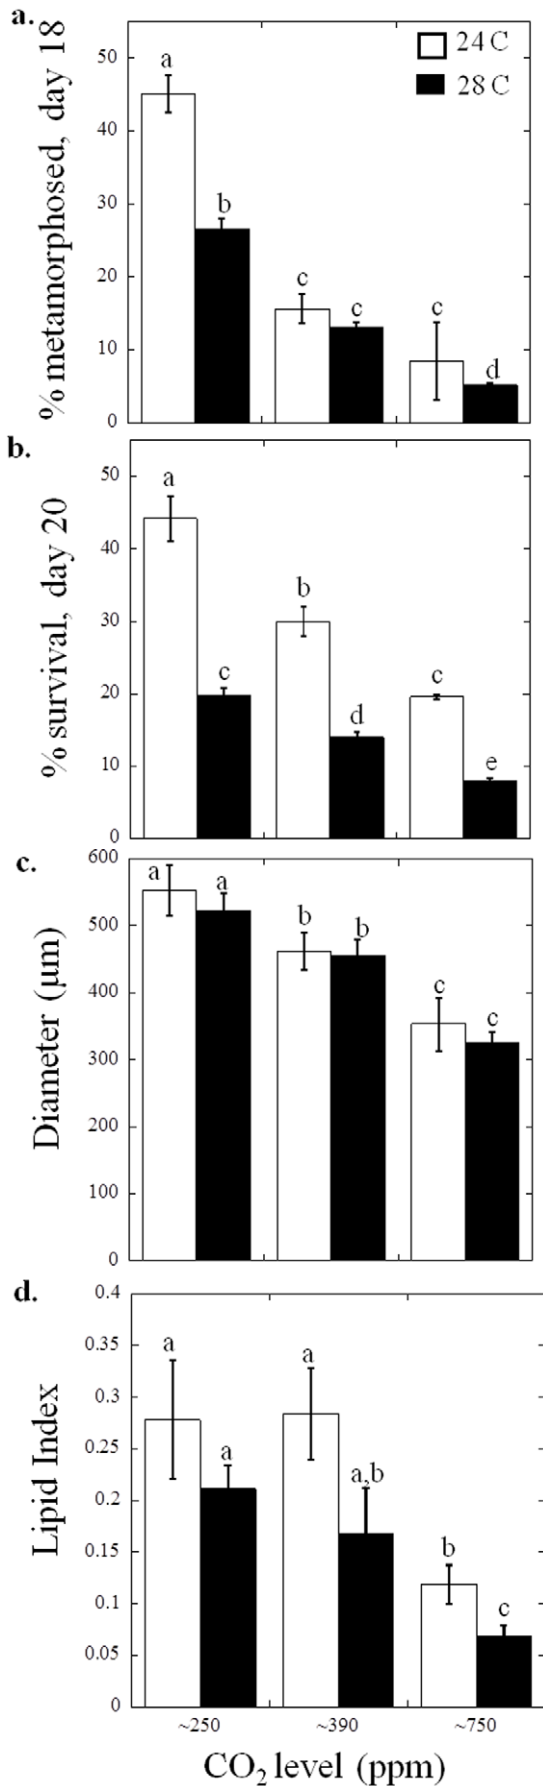 a.
% metamorphosed, day 18
50
40
30
20
10
0
24 C
28 C
a
b
c
c
c
d
b.
% survival, day 20
50
40
30
20
10
0
a
c
b
d
c
e
c.
Diameter (µm)
600
500
400
300
200
100
0
a
a
b
b
c
c
d.
Lipid Index
0.4
0.35
0.3
0.25
0.2
0.15
0.1
0.05
0
a
a
a
a,b
b
c
~250 ~390 ~750
CO₂ level (ppm)